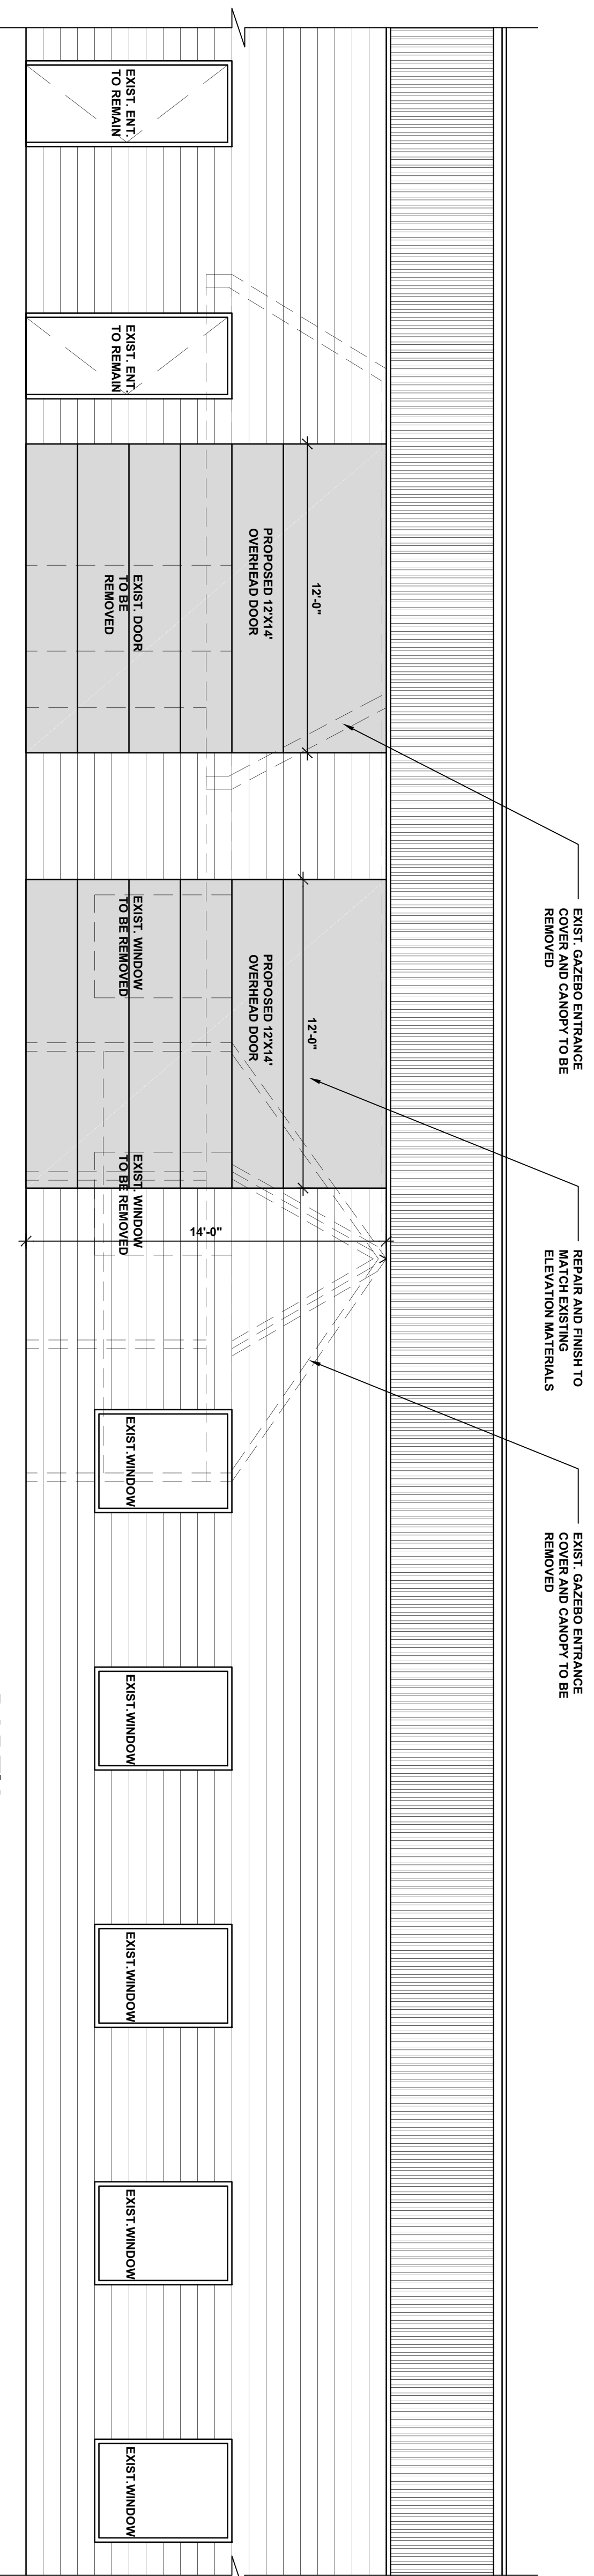 EXIST. GAZEBO ENTRANCE
COVER AND CANOPY TO BE
REMOVED
REPAIR AND FINISH TO
MATCH EXISTING
ELEVATION MATERIALS
EXIST. GAZEBO ENTRANCE
COVER AND CANOPY TO BE
REMOVED
12'-0"
12'-0"
PROPOSED 12'X14'
OVERHEAD DOOR
PROPOSED 12'X14'
OVERHEAD DOOR
14'-0"
EXIST. ENT.
TO REMAIN
EXIST. ENT.
TO REMAIN
EXIST. DOOR
TO BE
REMOVED
EXIST. WINDOW
TO BE REMOVED
EXIST. WINDOW
TO BE REMOVED
EXIST.WINDOW
EXIST.WINDOW
EXIST.WINDOW
EXIST.WINDOW
EXIST.WINDOW